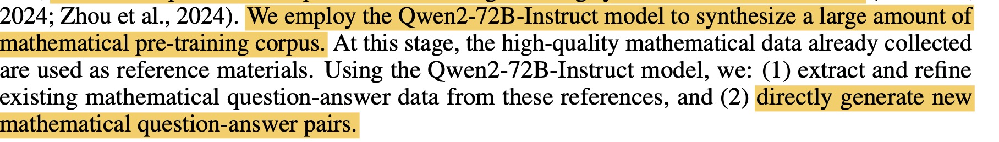 2024; Zhou et al., 2024). We employ the Qwen2-72B-Instruct model to synthesize a large amount of
mathematical pre-training corpus. At this stage, the high-quality mathematical data already collected
are used as reference materials. Using the Qwen2-72B-Instruct model, we: (1) extract and refine
existing mathematical question-answer data from these references, and (2) directly generate new
mathematical question-answer pairs.